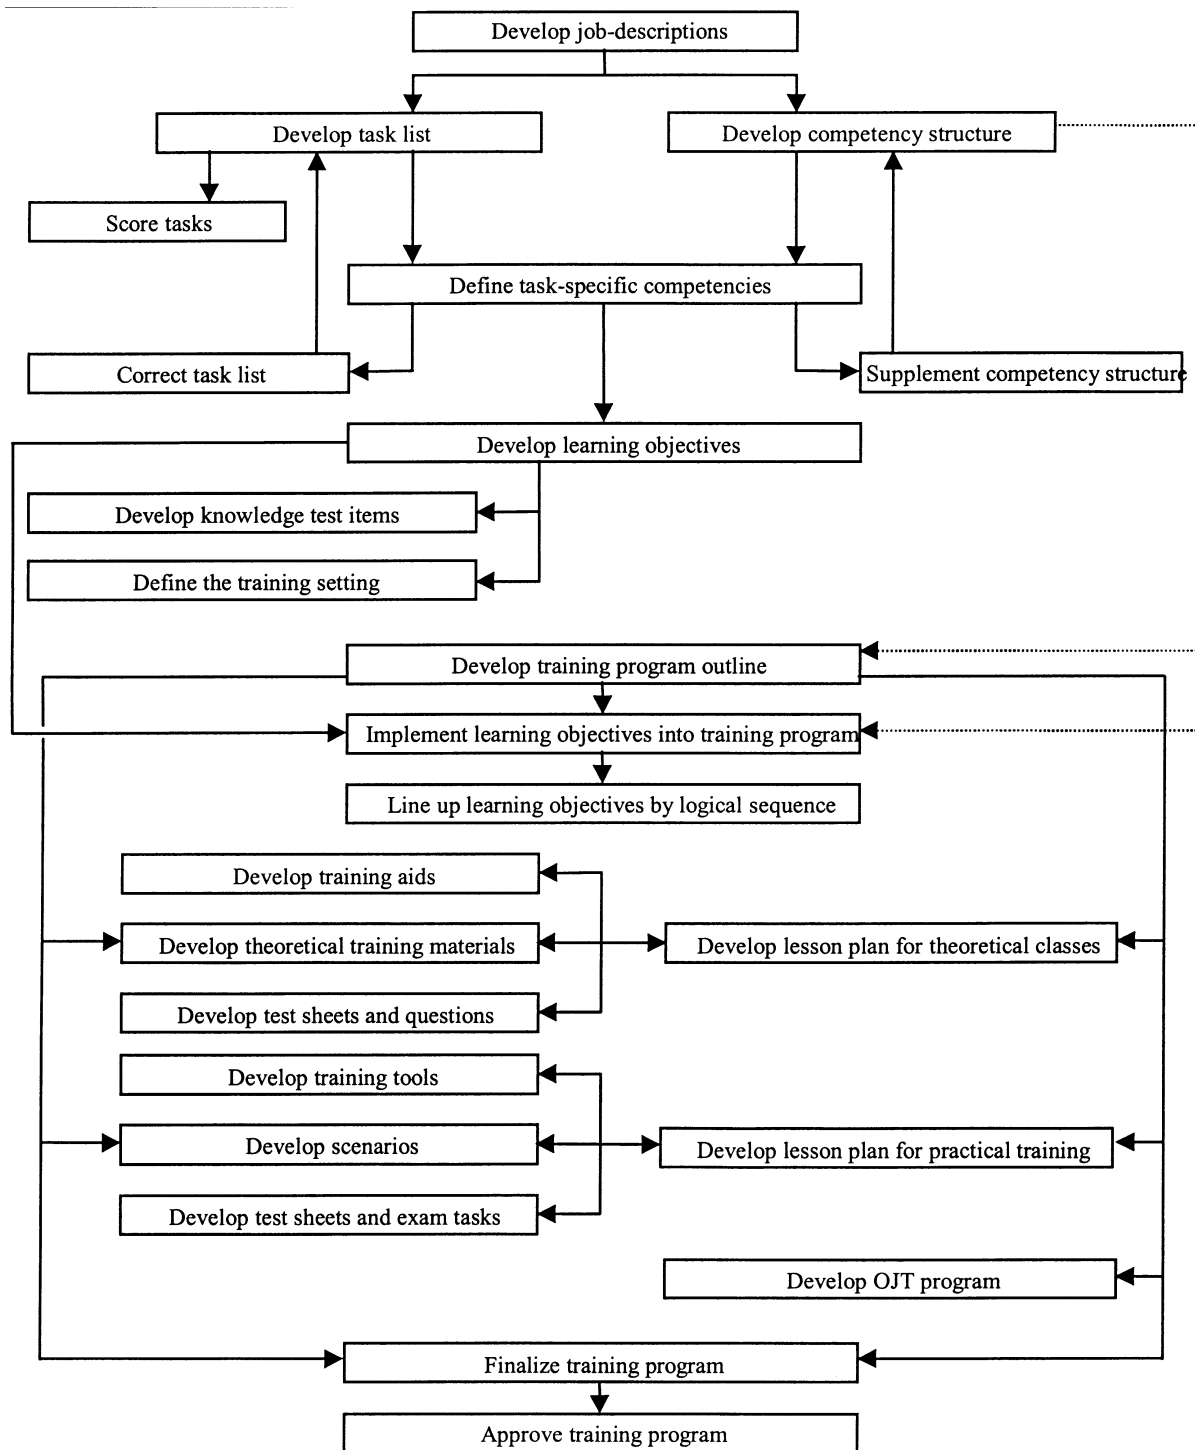 Develop job-descriptions
Develop task list
Develop competency structure
Score tasks
Define task-specific competencies
Correct task list
Supplement competency structure
Develop learning objectives
Develop knowledge test items
Define the training setting
Develop training program outline
Implement learning objectives into training program
Line up learning objectives by logical sequence
Develop training aids
Develop theoretical training materials
Develop lesson plan for theoretical classes
Develop test sheets and questions
Develop training tools
Develop scenarios
Develop lesson plan for practical training
Develop test sheets and exam tasks
Develop OJT program
Finalize training program
Approve training program